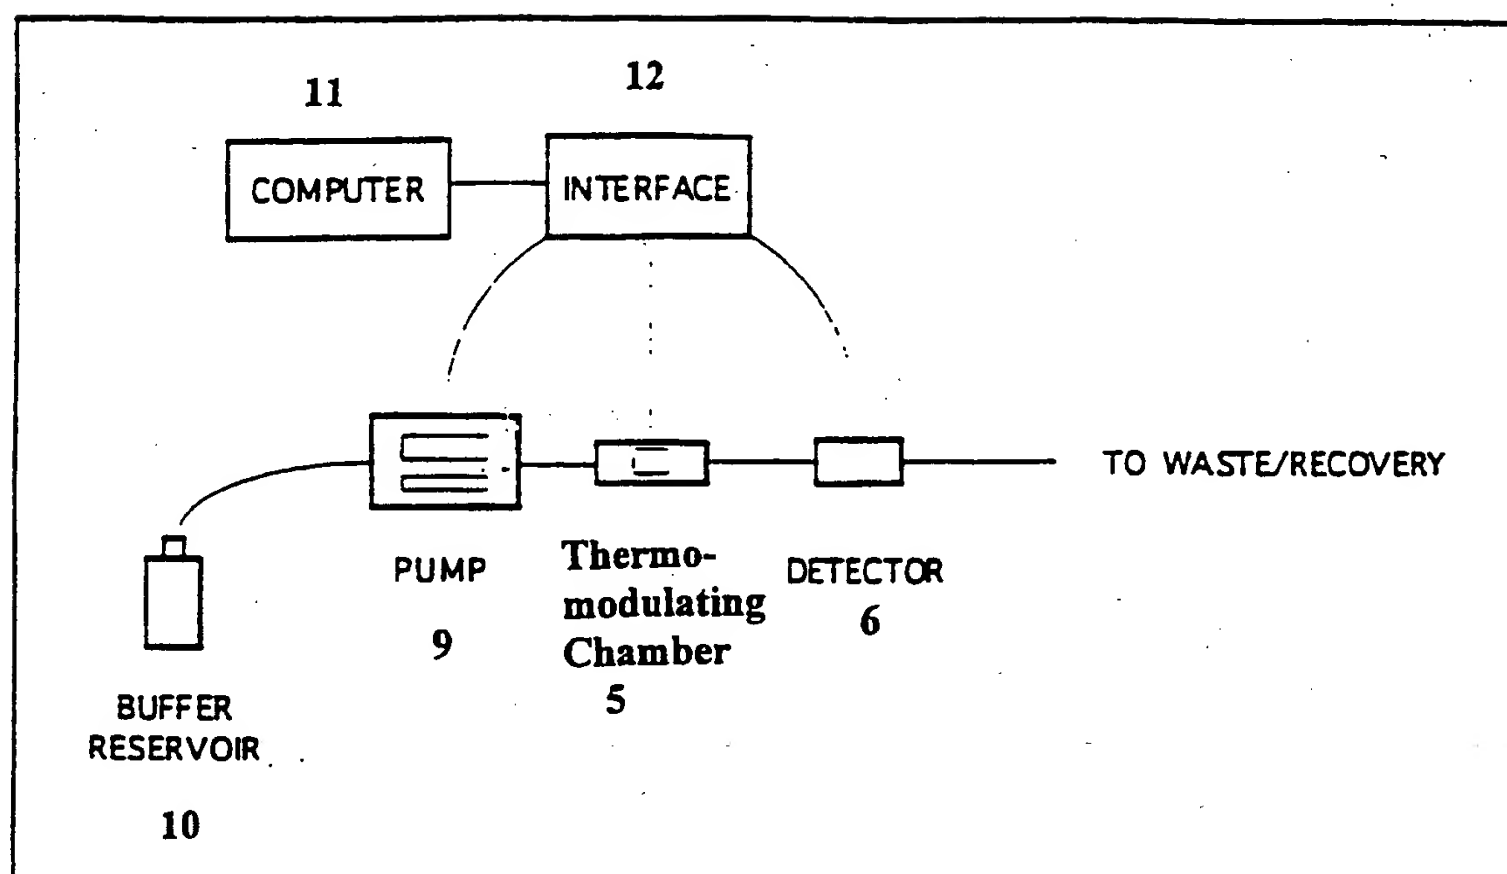 11
12
COMPUTER
INTERFACE
TO WASTE/RECOVERY
PUMP
9
Thermo-
modulating
Chamber
5
DETECTOR
6
BUFFER
RESERVOIR
10